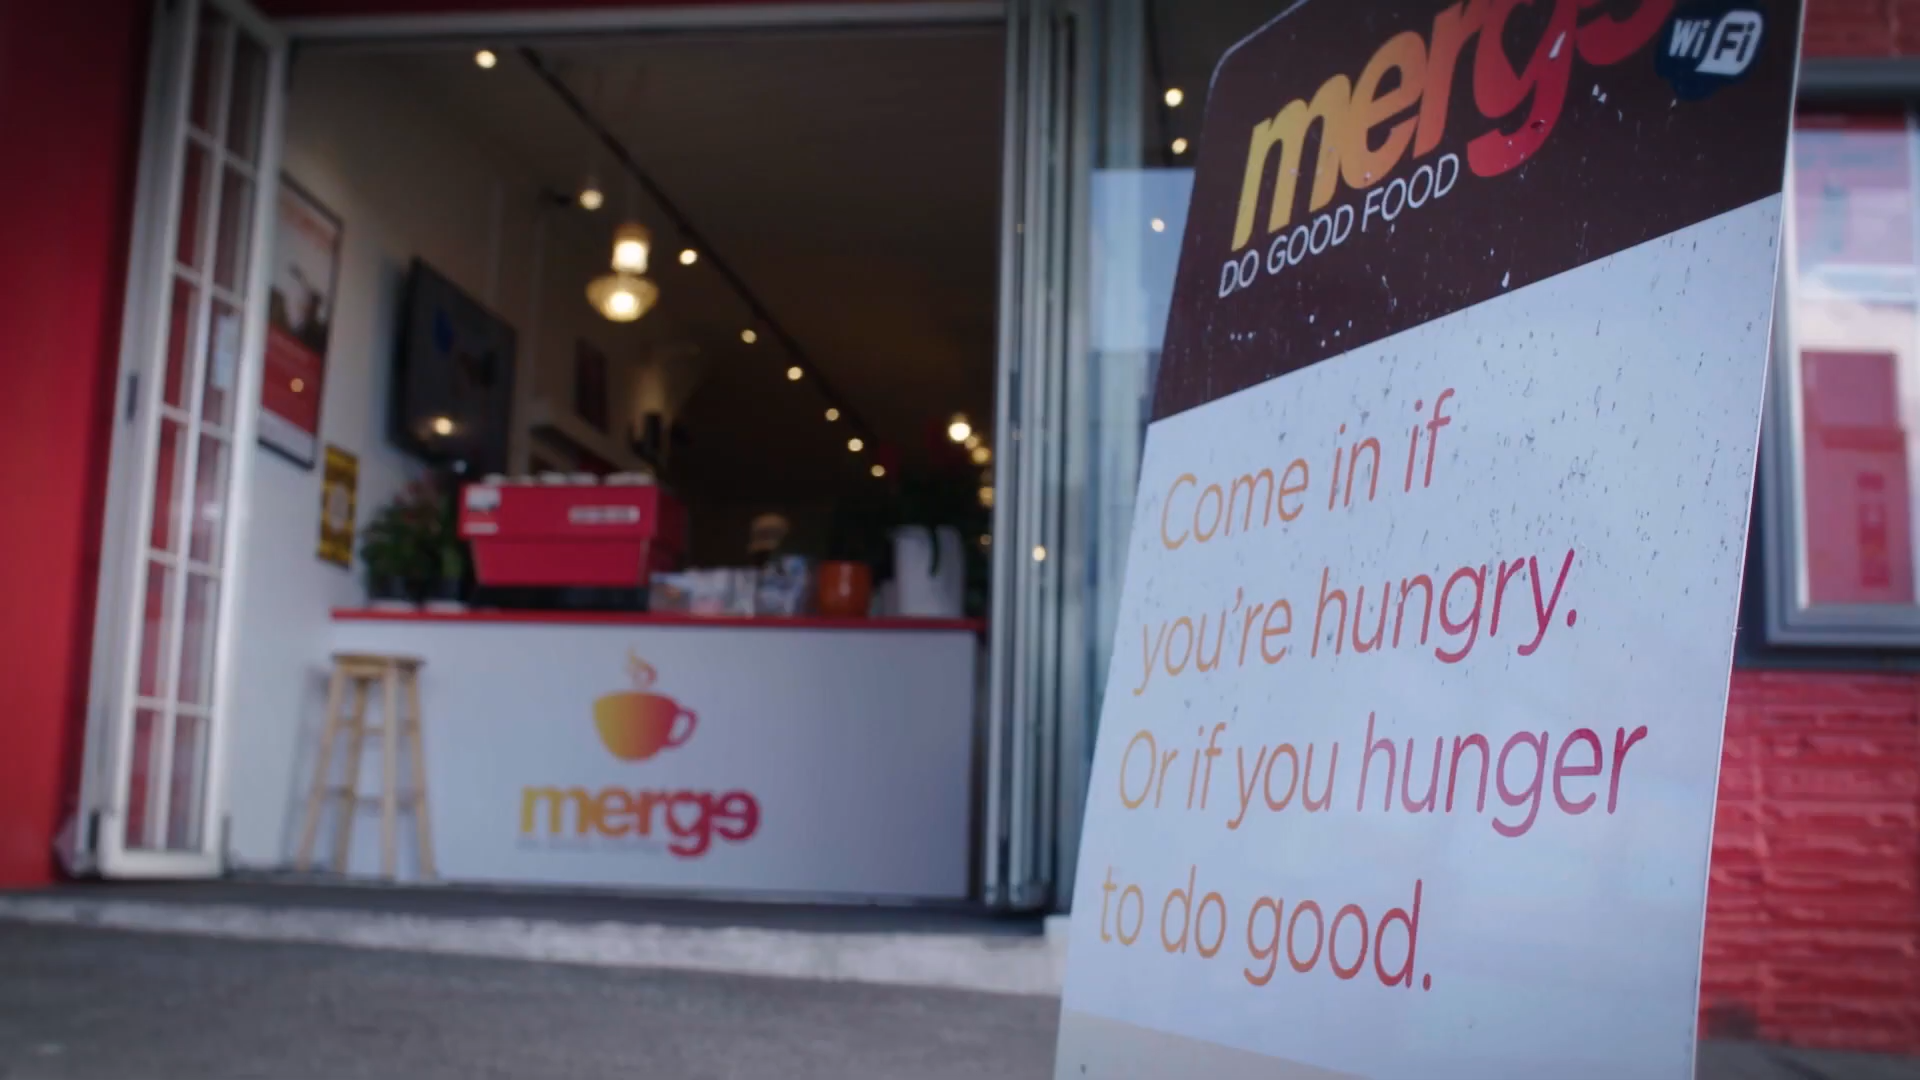 merge
WiFi
DO GOOD FOOD
Come in if
you're hungry.
Or if you hunger
to do good.
merge